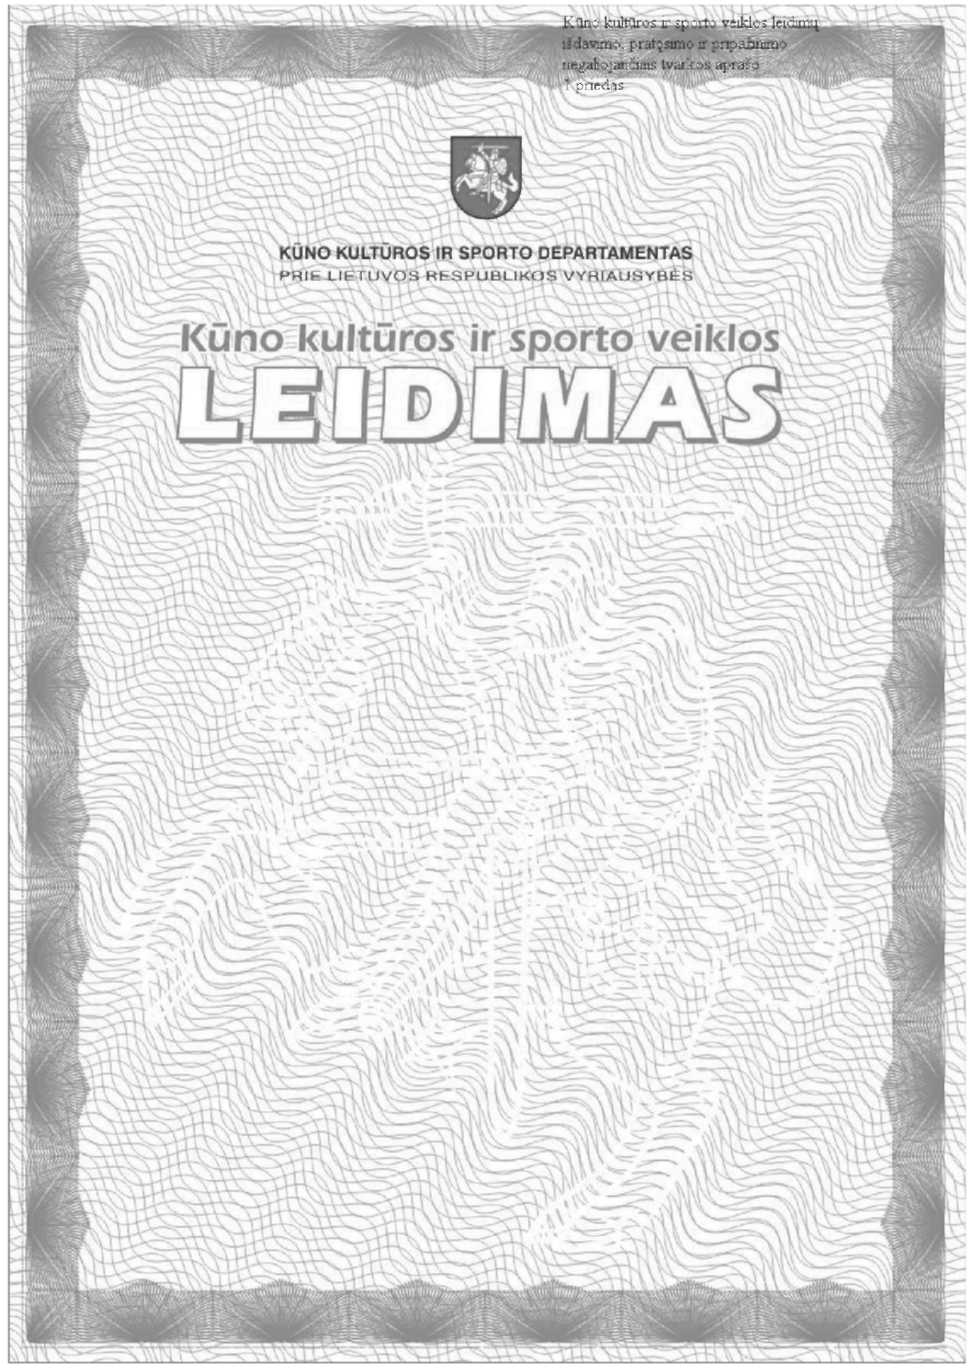 Kūno kultūros ir sporto veiklos leidimų
išdavimo, pratęsimo ir pripažinimo
negaliojančiais tvarkos aprašo
1 priedas
KŪNO KULTŪROS IR SPORTO DEPARTAMENTAS
PRIE LIETUVOS RESPUBLIKOS VYRIAUSYBĖS
Kūno kultūros ir sporto veiklos
LEIDIMAS